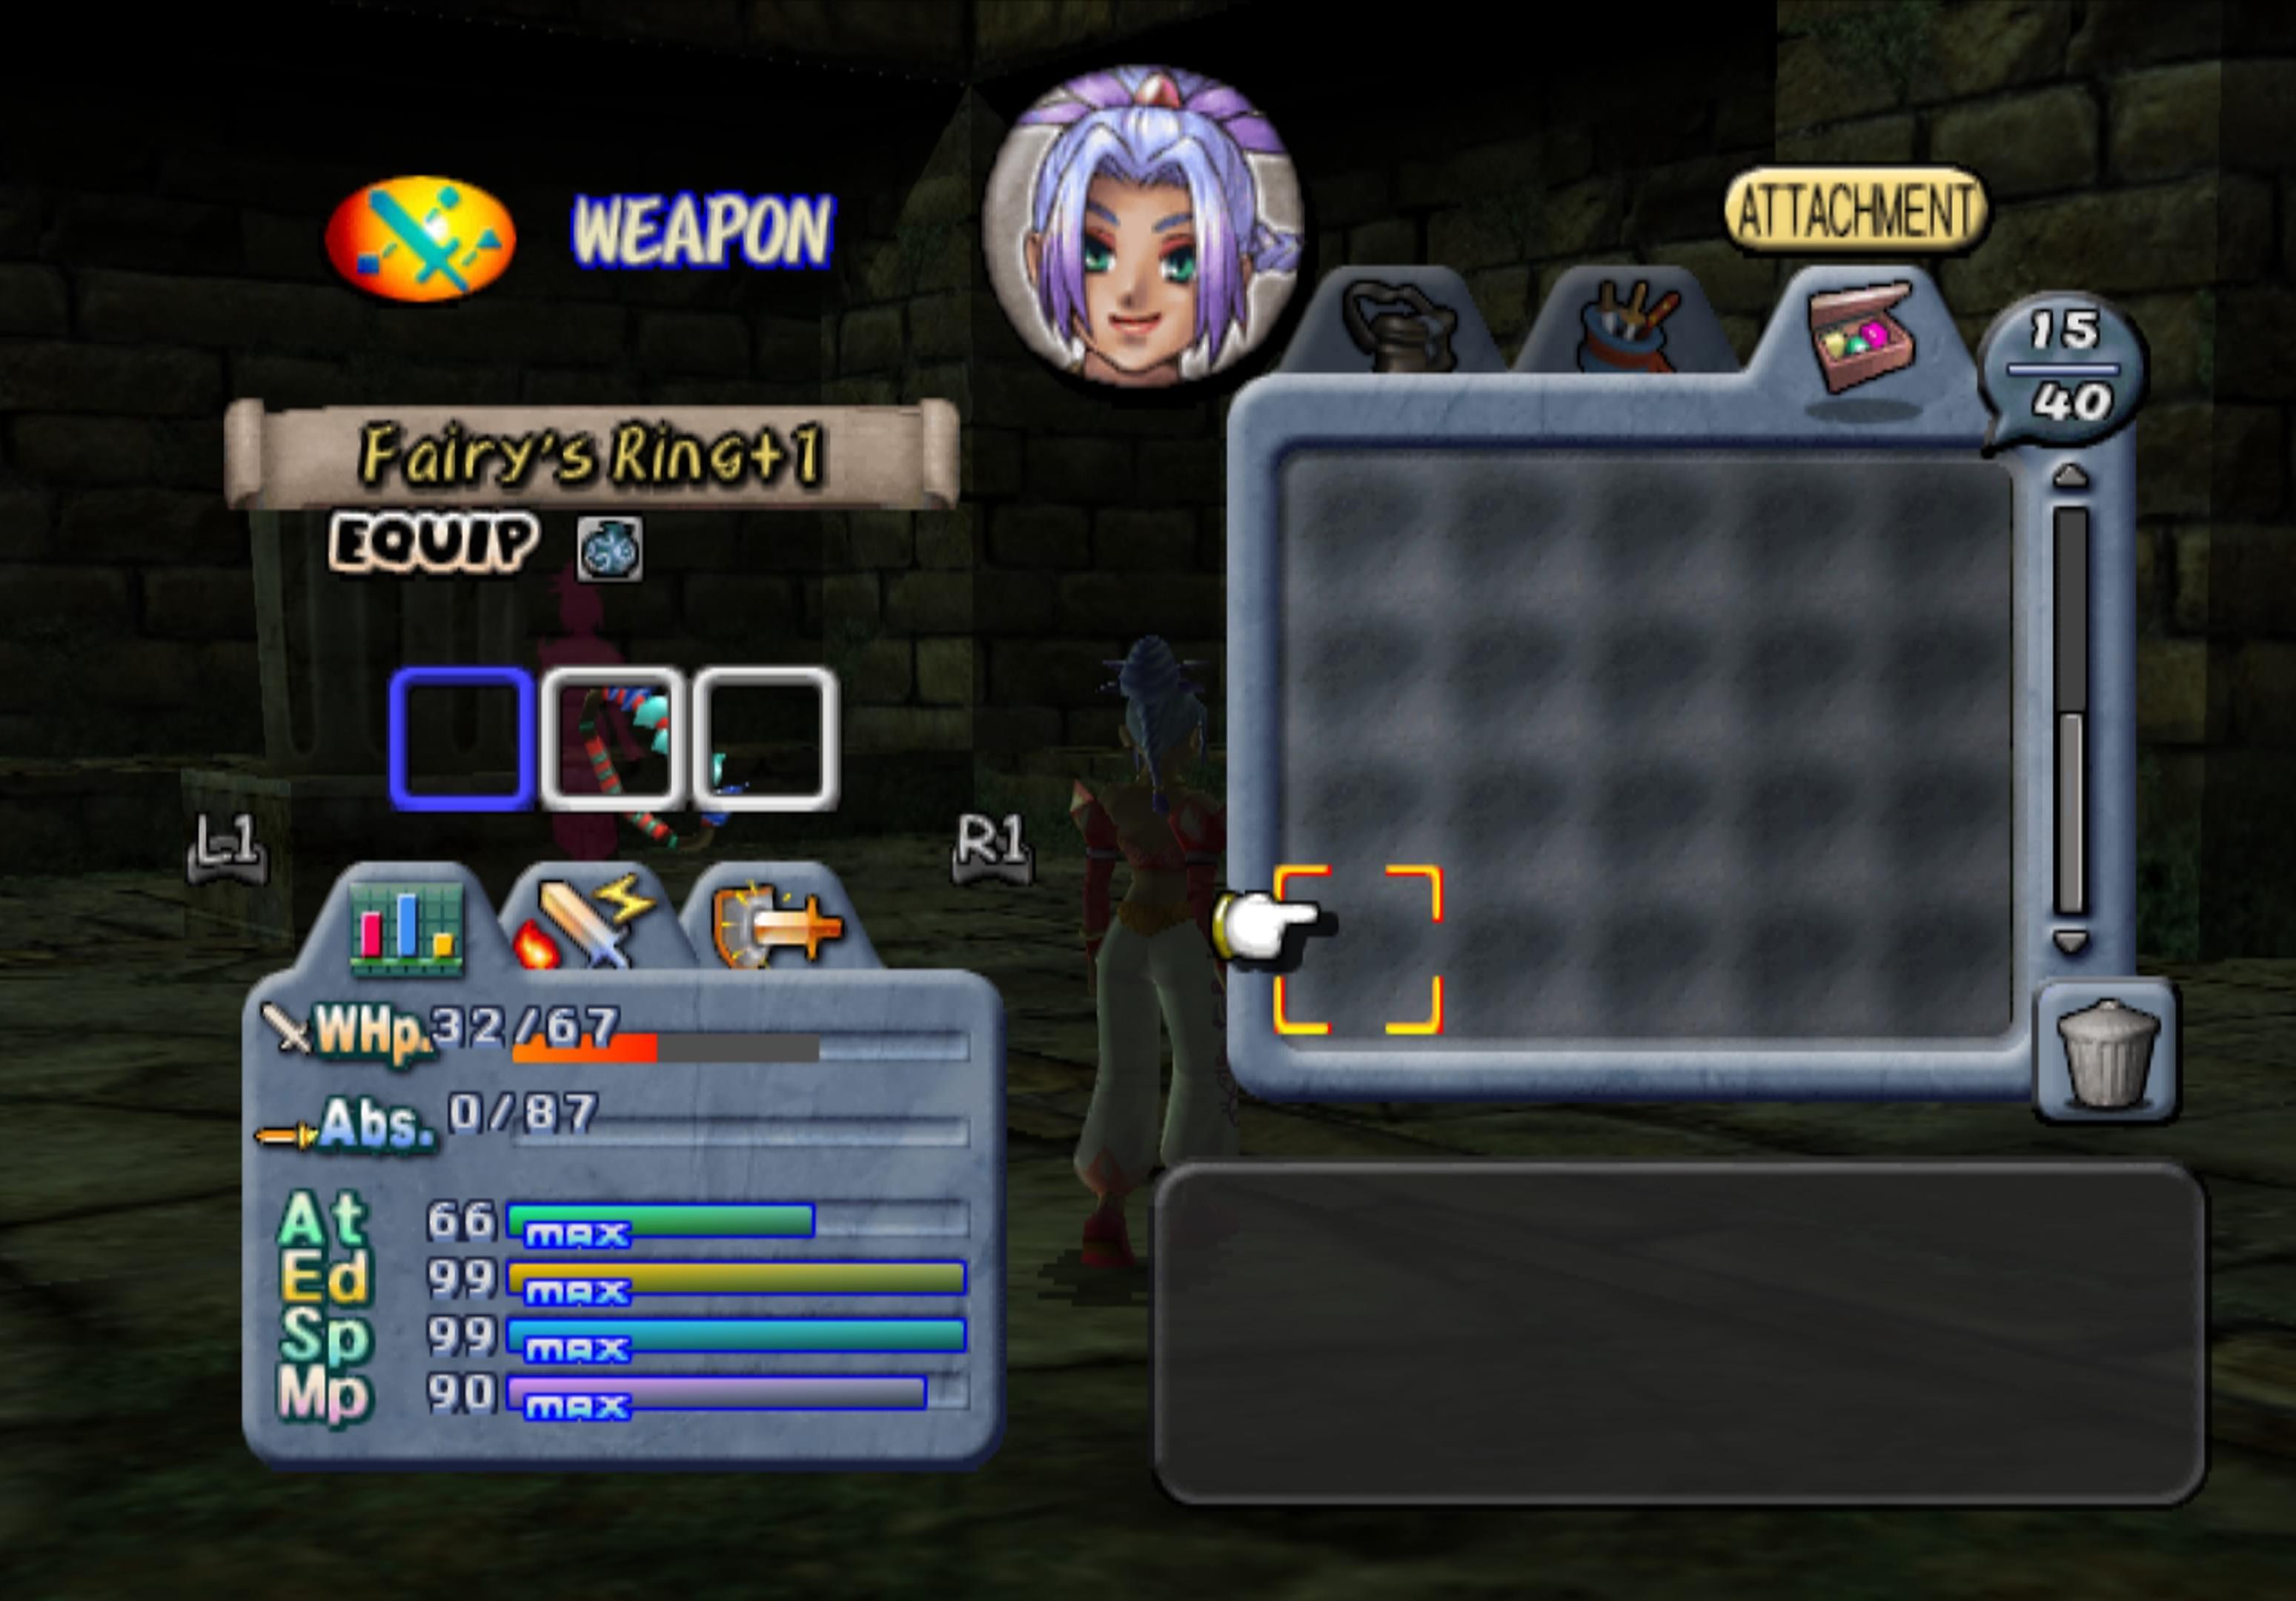 WEAPON
ATTACHMENT
15
40
Fairy's Ring+1
EQUIP
L1
R1
WHp. 32/67
Abs. 0/87
At 66 max
Ed 99 max
Sp 99 max
Mp 90 max